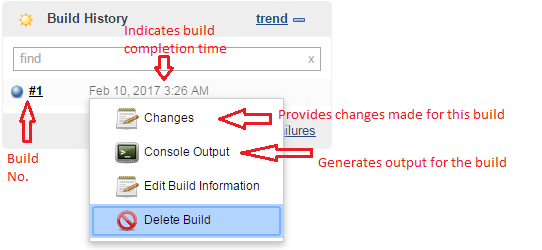 Indicates build
completion time
Build History
trend
find
x
#1
Feb 10, 2017 3:26 AM
Changes
Provides changes made for this build
ilures
Build
No.
Console Output
Generates output for the build
Edit Build Information
Delete Build